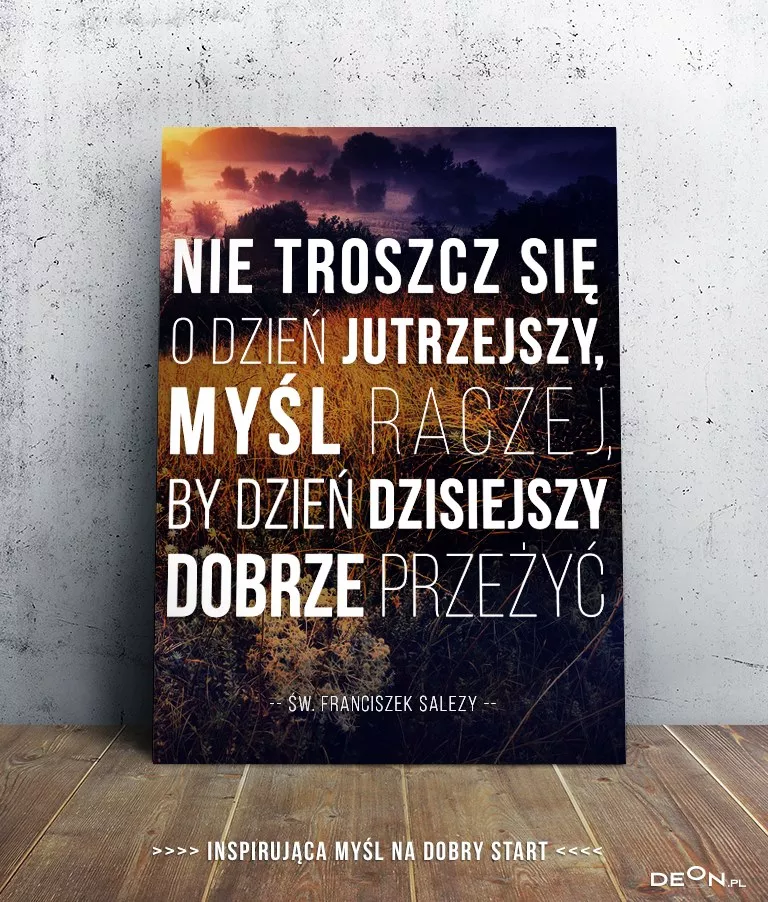 NIE TROSZCZ SIĘ
O DZIEŃ JUTRZEJSZY,
MYŚL RACZEJ,
BY DZIEŃ DZISIEJSZY
DOBRZE PRZEŻYĆ
-- ŚW. FRANCISZEK SALEZY --
>>>> INSPIRUJĄCA MYŚL NA DOBRY START <<<<
DEON.PL